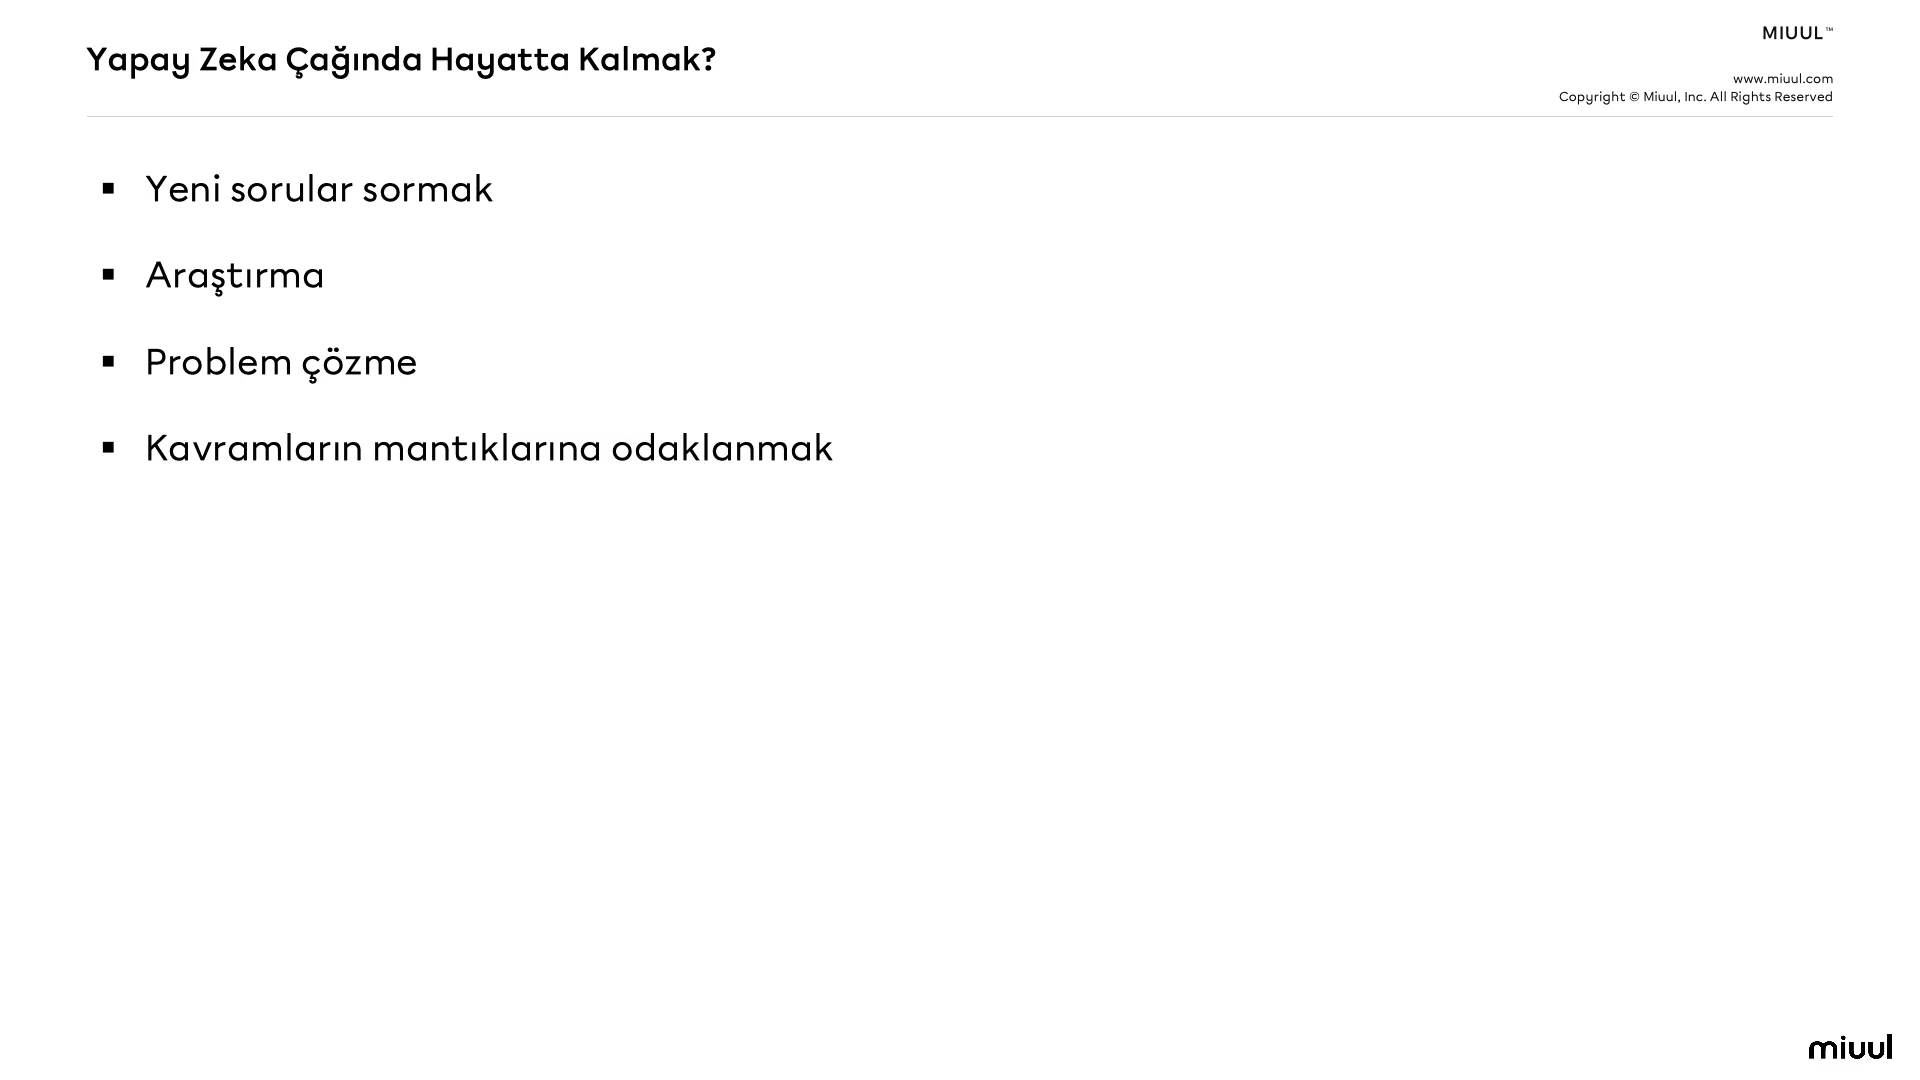 Yapay Zeka Çağında Hayatta Kalmak?
MIUUL™
www.miuul.com
Copyright © Miuul, Inc. All Rights Reserved
▪ Yeni sorular sormak
▪ Araştırma
▪ Problem çözme
▪ Kavramların mantıklarına odaklanmak
miuul